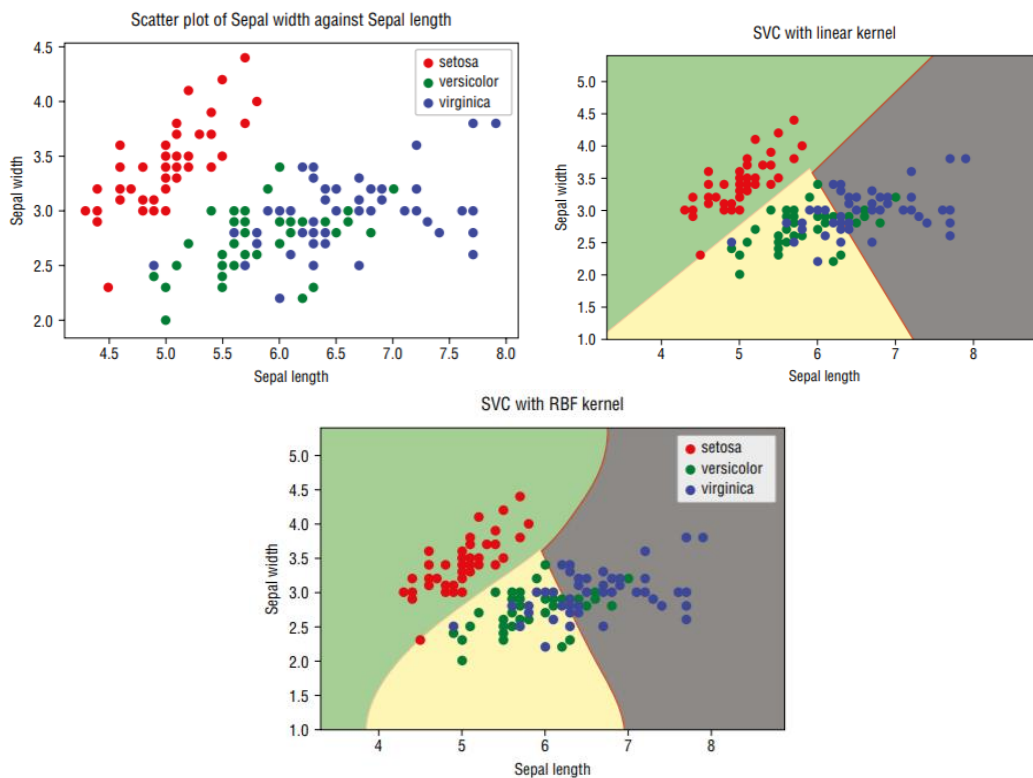 Scatter plot of Sepal width against Sepal length
4.5
4.0
3.5
3.0
2.5
2.0
Sepal width
setosa
versicolor
virginica
4.5 5.0 5.5 6.0 6.5 7.0 7.5 8.0
Sepal length
SVC with linear kernel
5.0
4.5
4.0
3.5
3.0
2.5
2.0
1.5
1.0
Sepal width
4 5 6 7 8
Sepal length
SVC with RBF kernel
5.0
4.5
4.0
3.5
3.0
2.5
2.0
1.5
1.0
Sepal width
setosa
versicolor
virginica
4 5 6 7 8
Sepal length